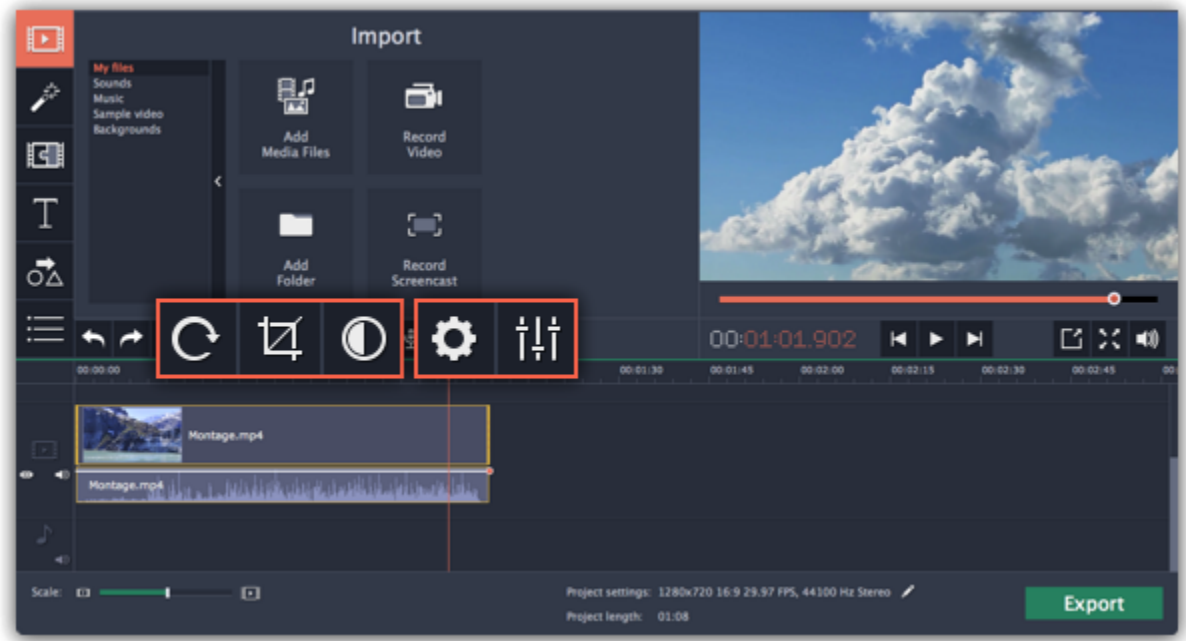 Import
My files
Sounds
Music
Sample video
Backgrounds
Add
Media Files
Record
Video
Add
Folder
Record
Screencast
00:01:01.902
00:00:00
00:01:30
00:01:45
00:02:00
00:02:15
00:02:30
00:02:45
00:
Montage.mp4
Montage.mp4
Scale:
Project settings: 1280x720 16:9 29.97 FPS, 44100 Hz Stereo
Project length: 01:08
Export